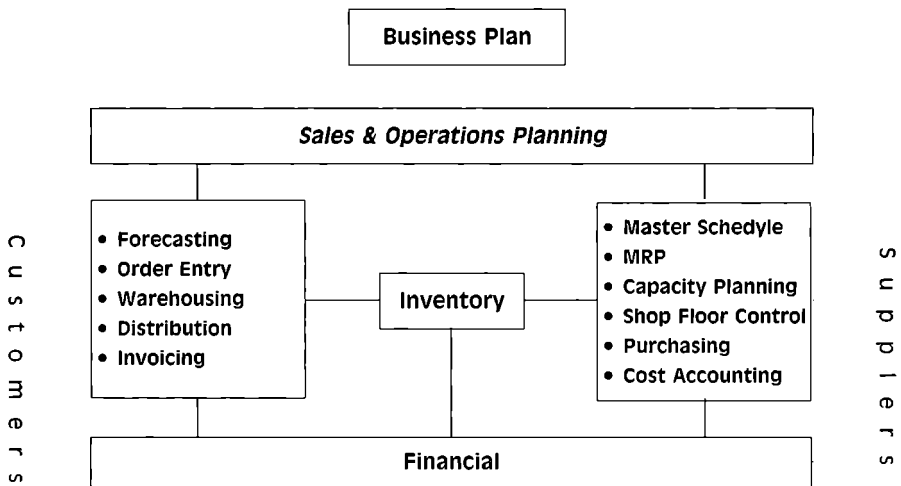 Business Plan
Sales & Operations Planning
Customers
• Forecasting
• Order Entry
• Warehousing
• Distribution
• Invoicing
Inventory
• Master Schedyle
• MRP
• Capacity Planning
• Shop Floor Control
• Purchasing
• Cost Accounting
Supplers
Financial